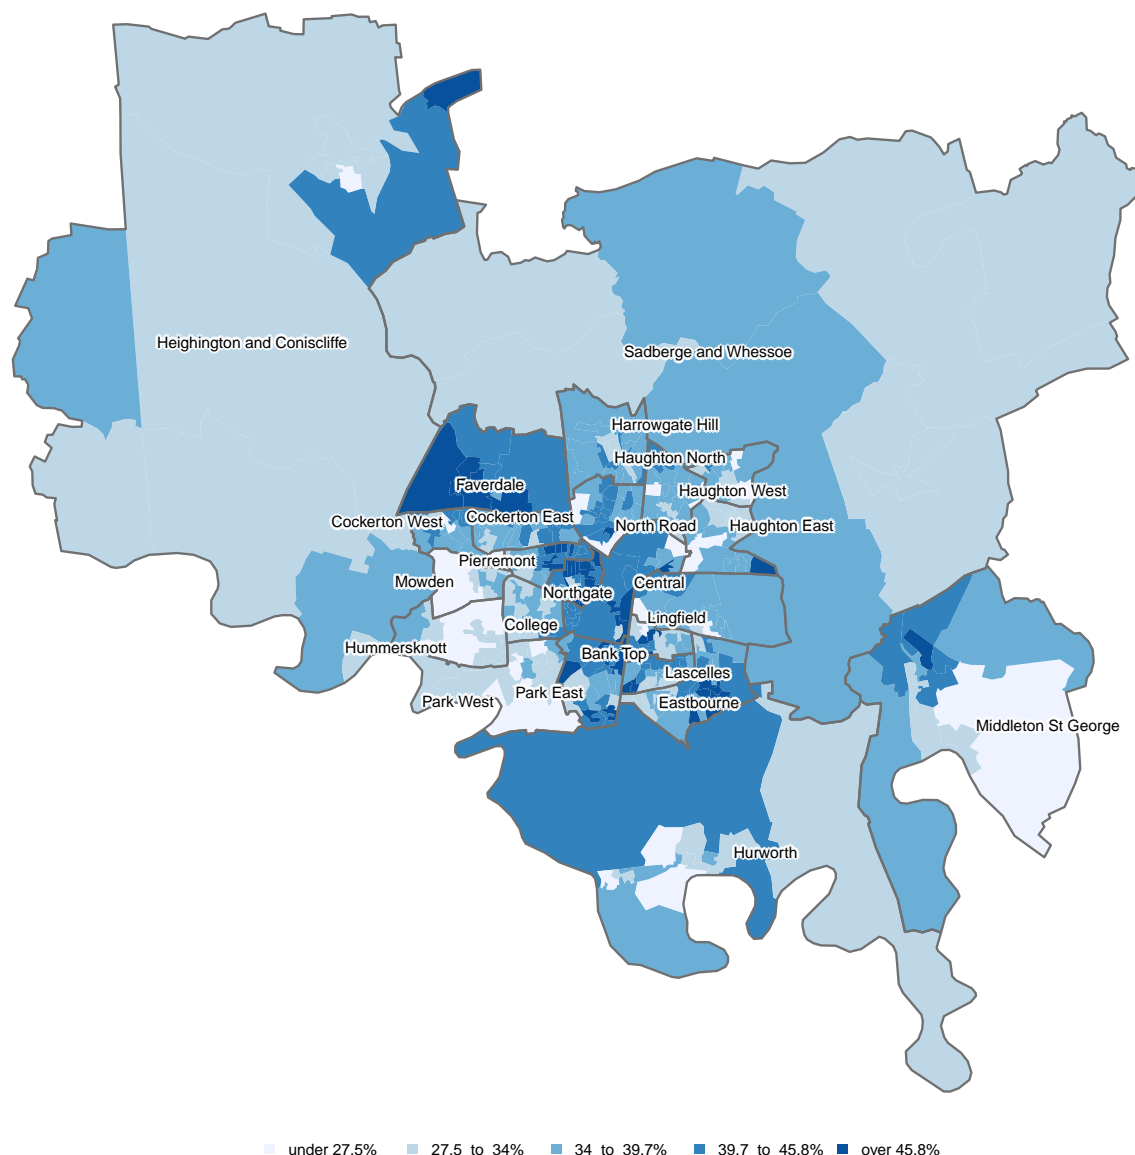 Heighington and Coniscliffe
Sadberge and Whessoe
Harrowgate Hill
Haughton North
Faverdale
Haughton West
Cockerton West
Cockerton East
North Road
Haughton East
Pierremont
Mowden
Central
Northgate
College
Lingfield
Hummersknott
Bank Top
Lascelles
Park West
Park East
Eastbourne
Middleton St George
Hurworth
under 27.5%
27.5 to 34%
34 to 39.7%
39.7 to 45.8%
over 45.8%